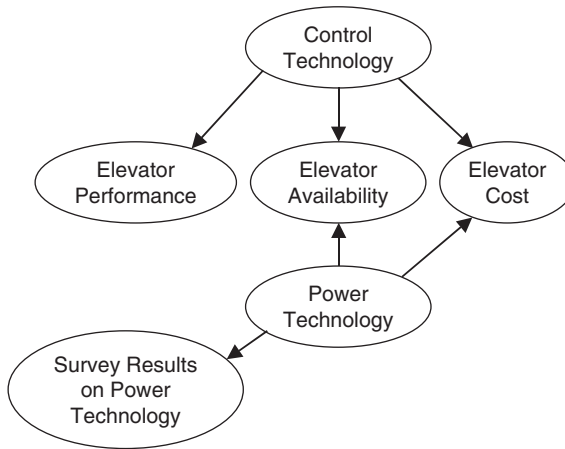 Control
Technology
Elevator
Performance
Elevator
Availability
Elevator
Cost
Power
Technology
Survey Results
on Power
Technology